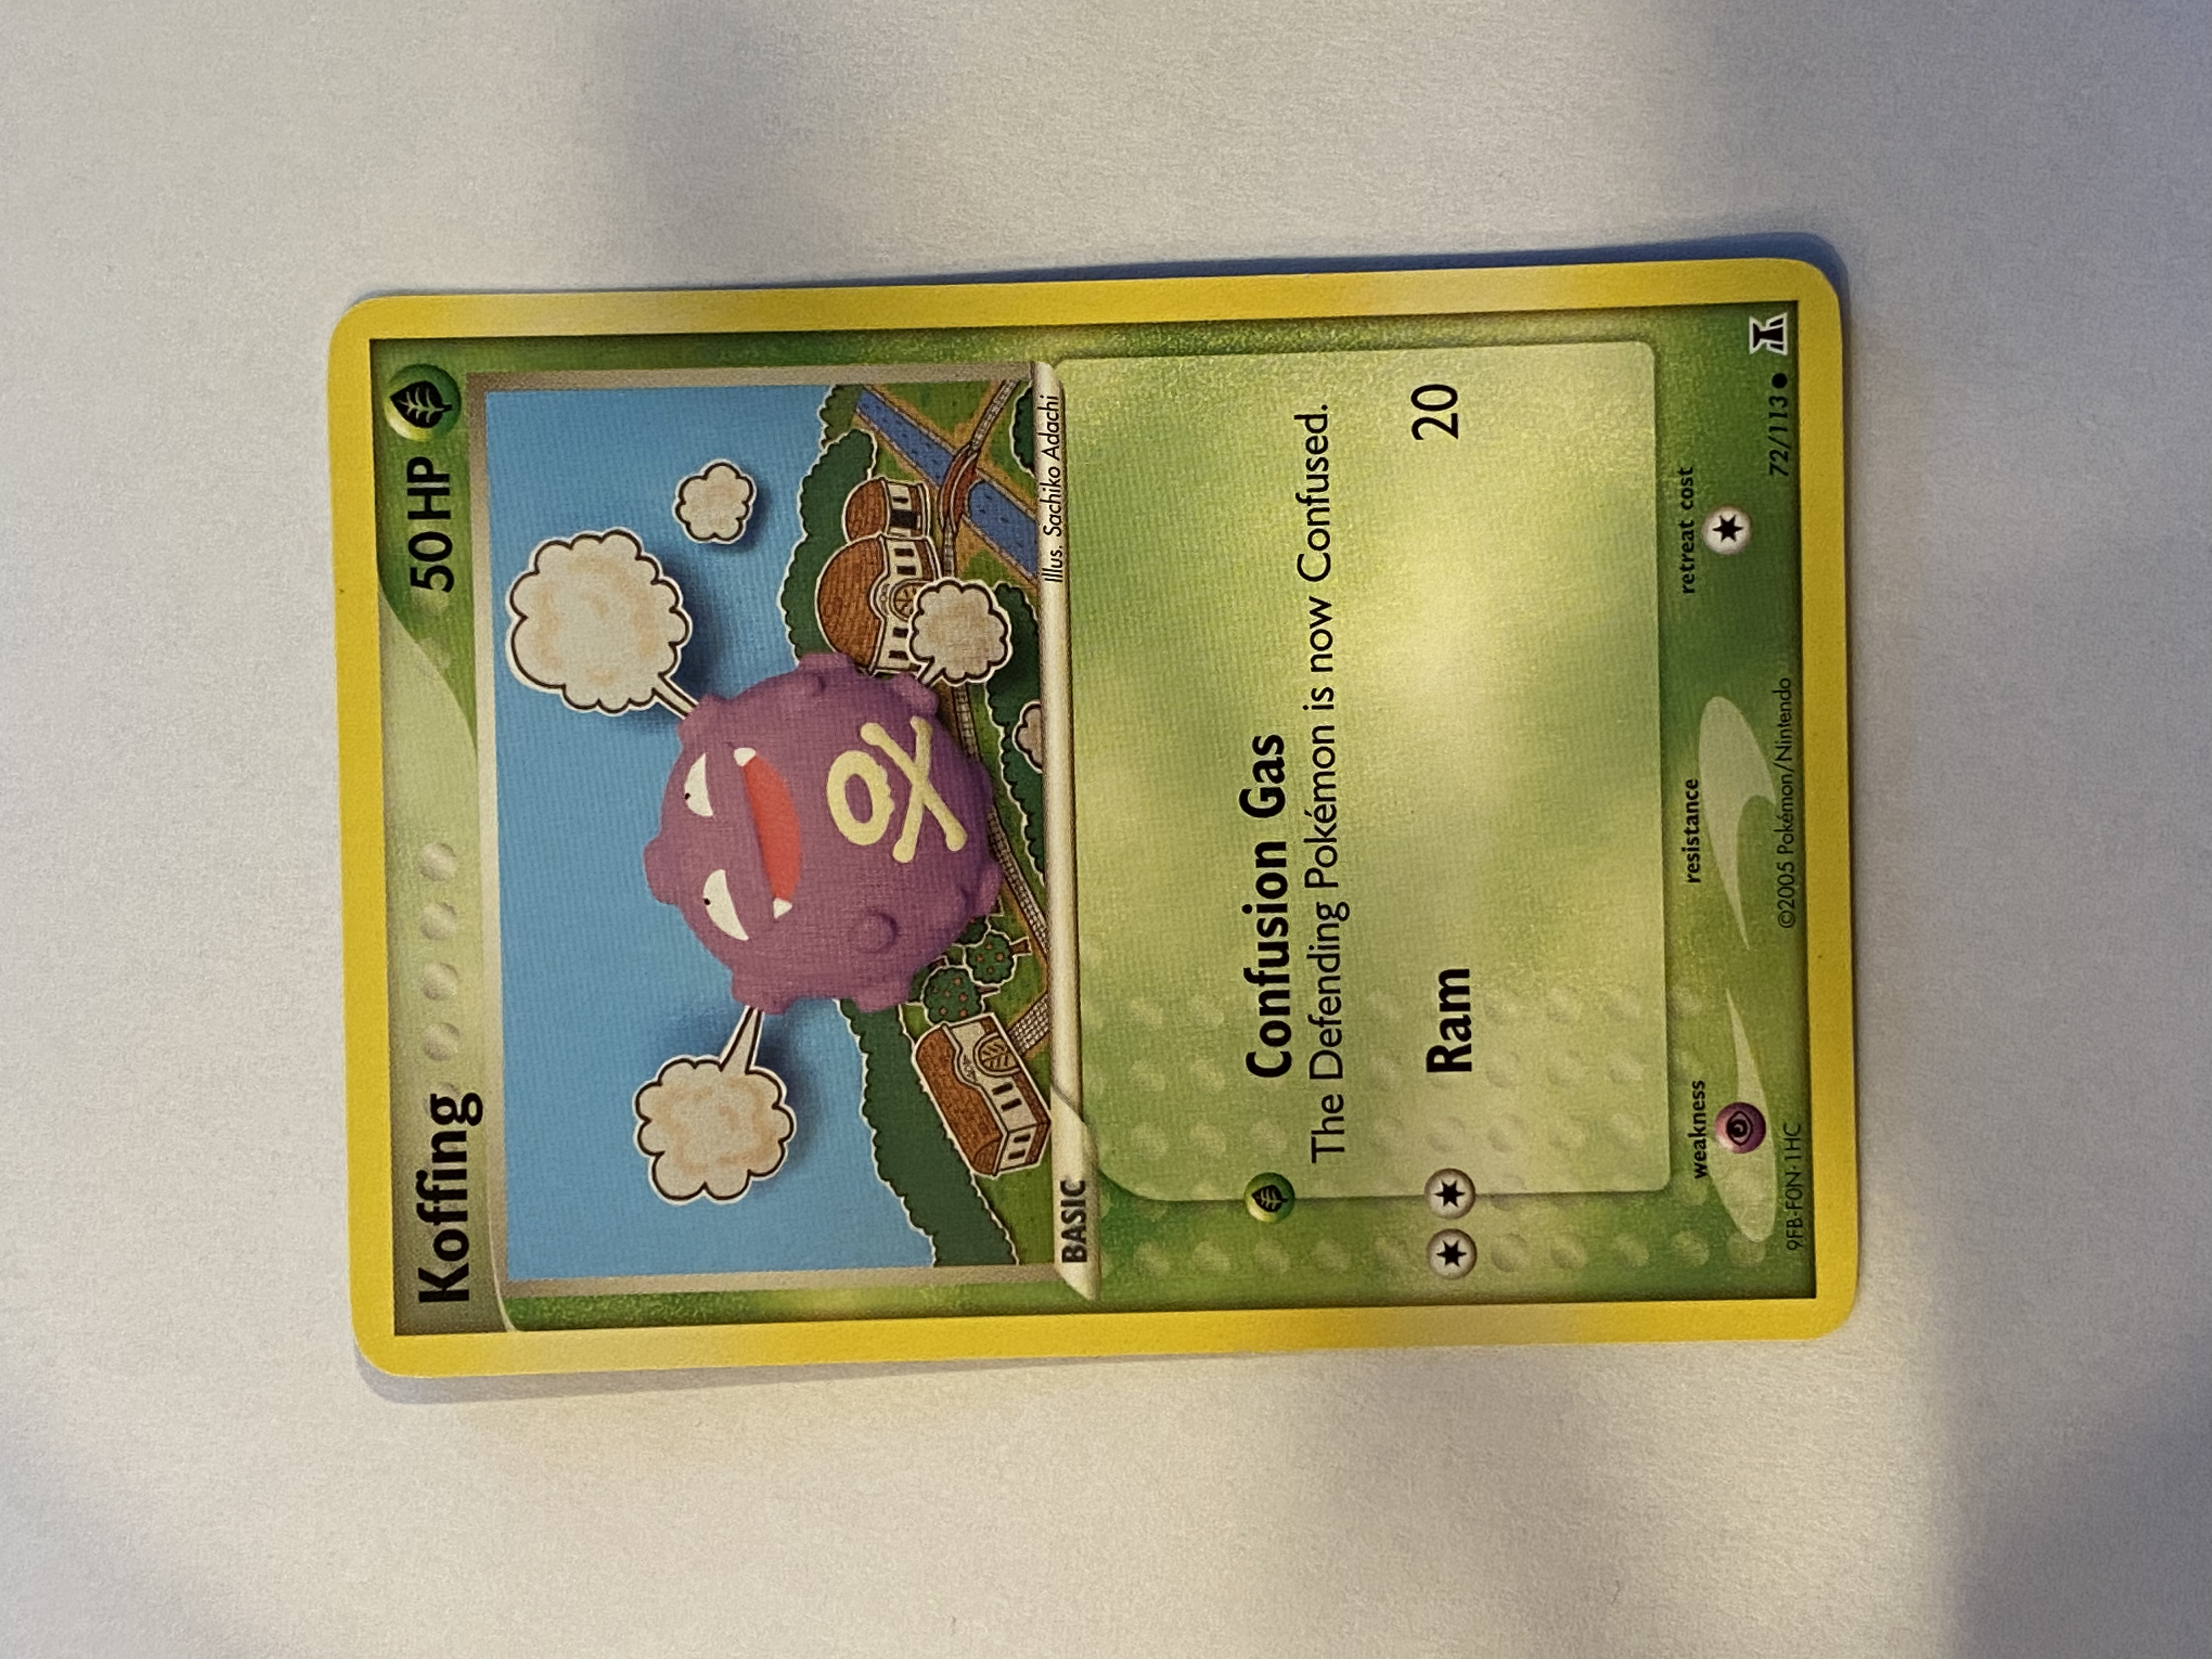 Koffing 50 HP
BASIC
Illus. Sachiko Adachi
Confusion Gas
The Defending Pokémon is now Confused.
Ram 20
weakness resistance retreat cost
9FB-F0N-1HC ©2005 Pokémon/Nintendo 72/113